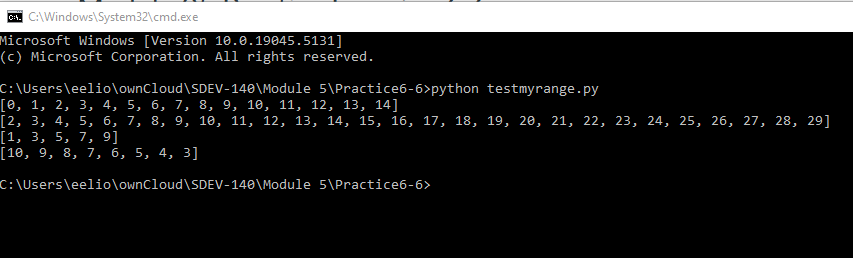 C:\Windows\System32\cmd.exe
Microsoft Windows [Version 10.0.19045.5131]
(c) Microsoft Corporation. All rights reserved.
C:\Users\eelio\ownCloud\SDEV-140\Module 5\Practice6-6>python testmyrange.py
[0, 1, 2, 3, 4, 5, 6, 7, 8, 9, 10, 11, 12, 13, 14]
[2, 3, 4, 5, 6, 7, 8, 9, 10, 11, 12, 13, 14, 15, 16, 17, 18, 19, 20, 21, 22, 23, 24, 25, 26, 27, 28, 29]
[1, 3, 5, 7, 9]
[10, 9, 8, 7, 6, 5, 4, 3]
C:\Users\eelio\ownCloud\SDEV-140\Module 5\Practice6-6>